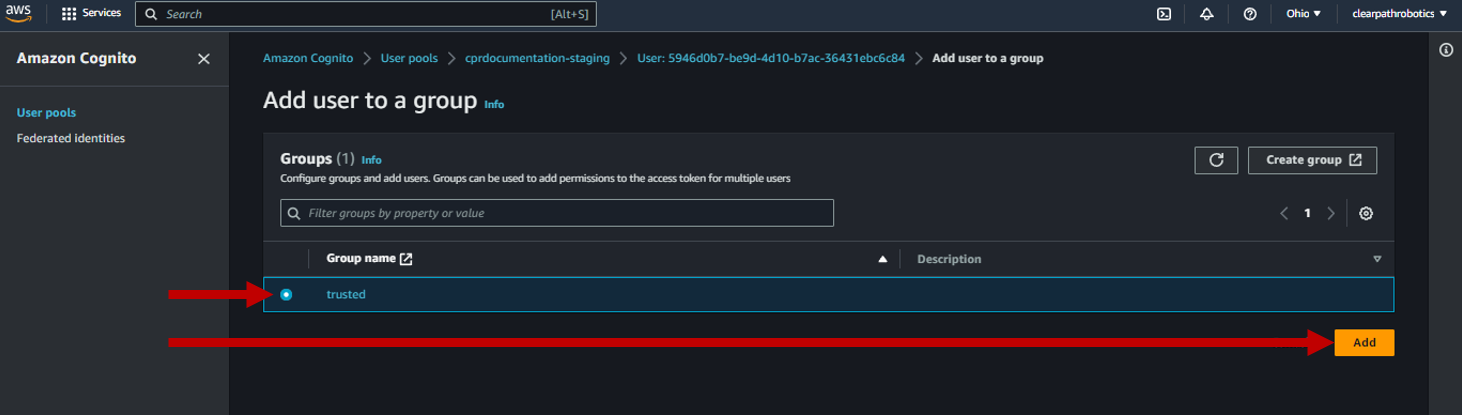 aws Services Search [Alt+S] Ohio clearpathrobotics
Amazon Cognito
User pools
Federated identities
Amazon Cognito User pools cprdocumentation-staging User: 5946d0b7-be9d-4d10-b7ac-36431ebc6c84 Add user to a group
Add user to a group Info
Groups (1) Info
Create group
Configure groups and add users. Groups can be used to add permissions to the access token for multiple users
Filter groups by property or value
1
Group name Description
trusted
Add